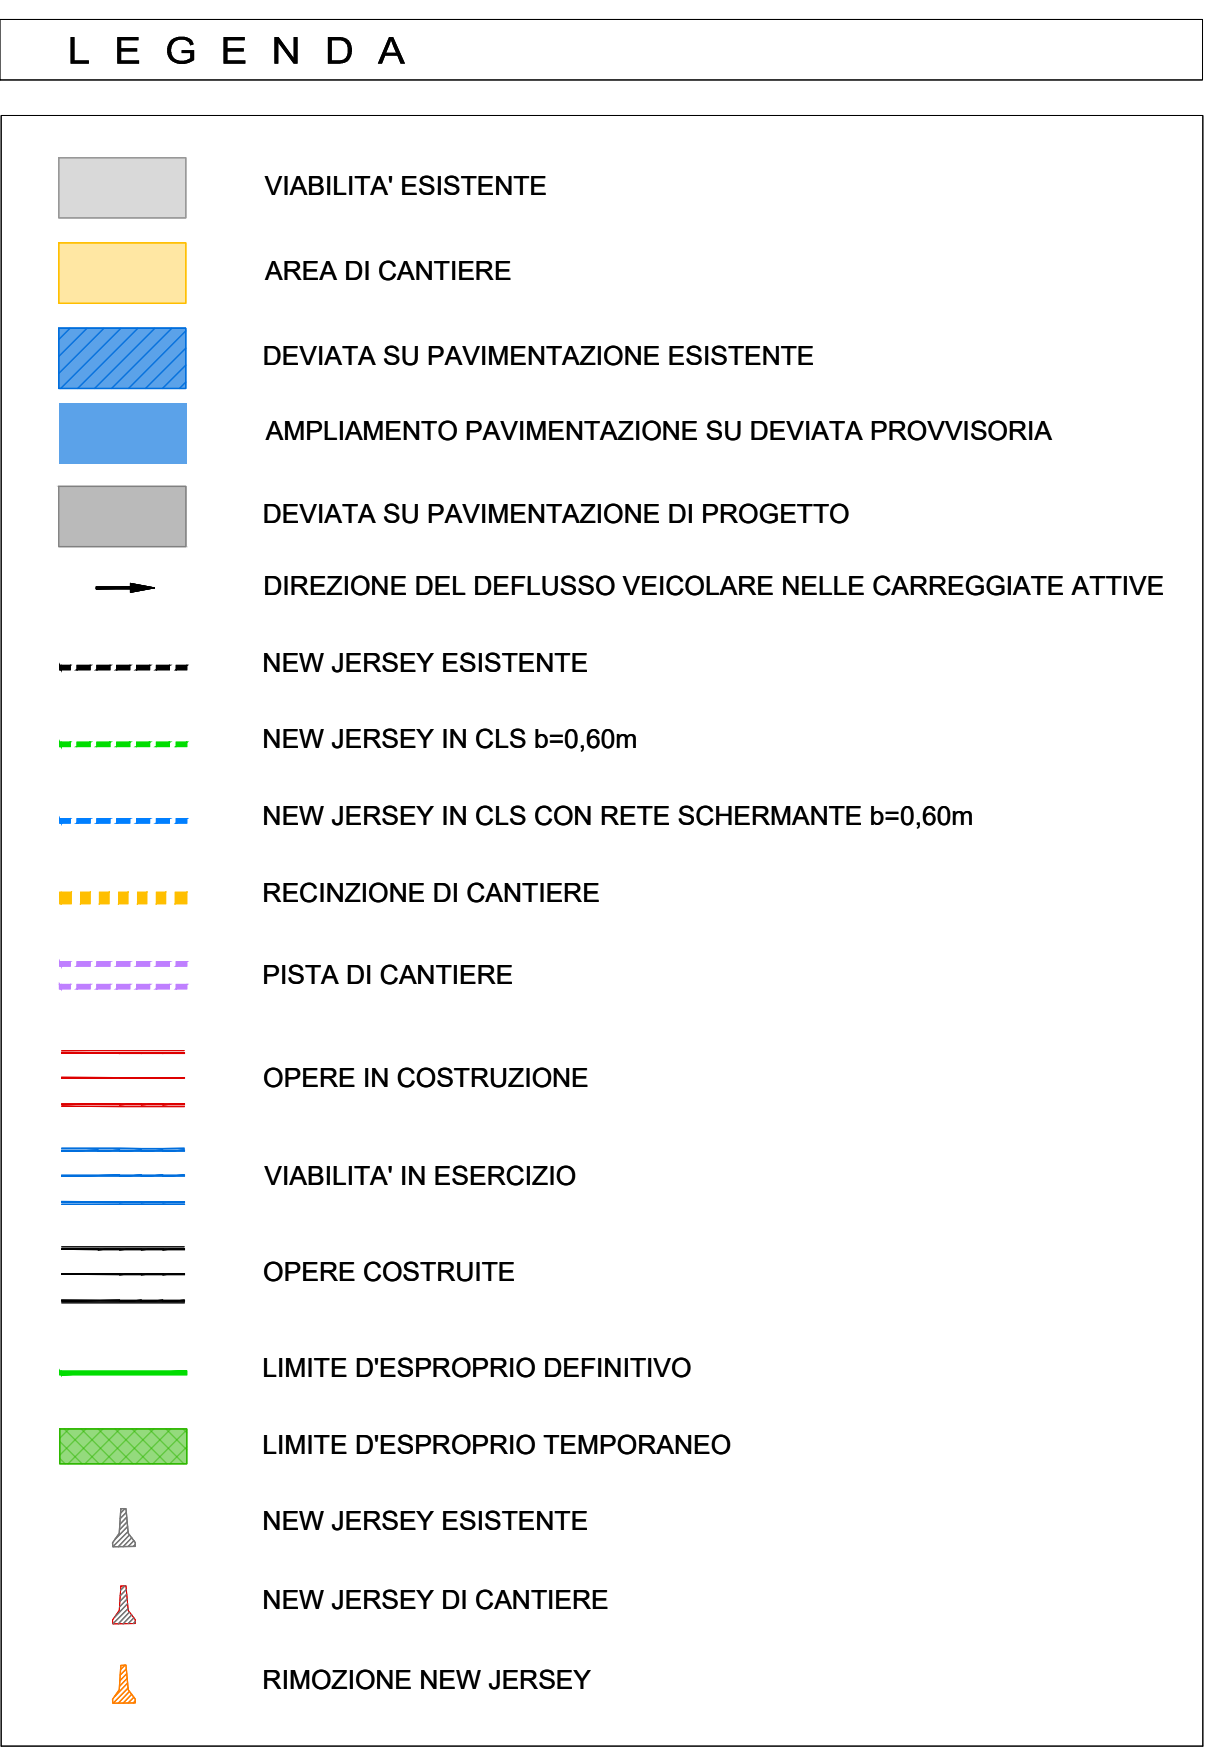 LEGENDA
VIABILITA' ESISTENTE
AREA DI CANTIERE
DEVIATA SU PAVIMENTAZIONE ESISTENTE
AMPLIAMENTO PAVIMENTAZIONE SU DEVIATA PROVVISORIA
DEVIATA SU PAVIMENTAZIONE DI PROGETTO
DIREZIONE DEL DEFLUSSO VEICOLARE NELLE CARREGGIATE ATTIVE
NEW JERSEY ESISTENTE
NEW JERSEY IN CLS b=0,60m
NEW JERSEY IN CLS CON RETE SCHERMANTE b=0,60m
RECINZIONE DI CANTIERE
PISTA DI CANTIERE
OPERE IN COSTRUZIONE
VIABILITA' IN ESERCIZIO
OPERE COSTRUITE
LIMITE D'ESPROPRIO DEFINITIVO
LIMITE D'ESPROPRIO TEMPORANEO
NEW JERSEY ESISTENTE
NEW JERSEY DI CANTIERE
RIMOZIONE NEW JERSEY